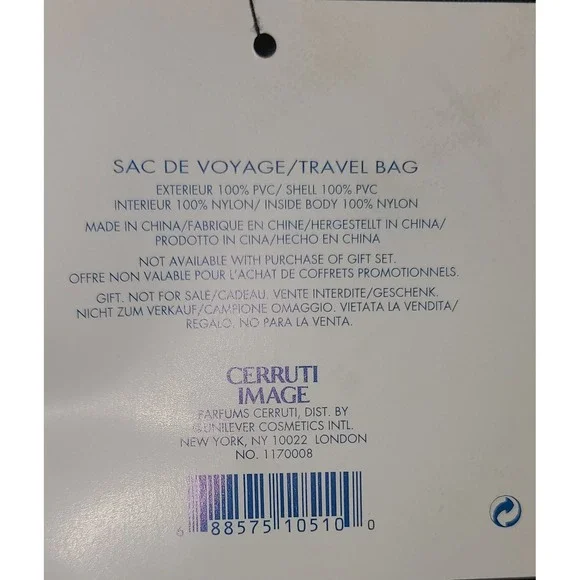 SAC DE VOYAGE/TRAVEL BAG
EXTERIEUR 100% PVC/ SHELL 100% PVC
INTERIEUR 100% NYLON/ INSIDE BODY 100% NYLON
MADE IN CHINA/FABRIQUE EN CHINE/HERGESTELLT IN CHINA/
PRODOTTO IN CINA/HECHO EN CHINA
NOT AVAILABLE WITH PURCHASE OF GIFT SET.
OFFRE NON VALABLE POUR L'ACHAT DE COFFRETS PROMOTIONNELS.
GIFT. NOT FOR SALE/CADEAU. VENTE INTERDITE/GESCHENK.
NICHT ZUM VERKAUF/CAMPIONE OMAGGIO. VIETATA LA VENDITA/
REGALO. NO PARA LA VENTA.
CERRUTI
IMAGE
PARFUMS CERRUTI, DIST. BY
©UNILEVER COSMETICS INTL.
NEW YORK, NY 10022 LONDON
NO. 1170008
6 88575 10510 0